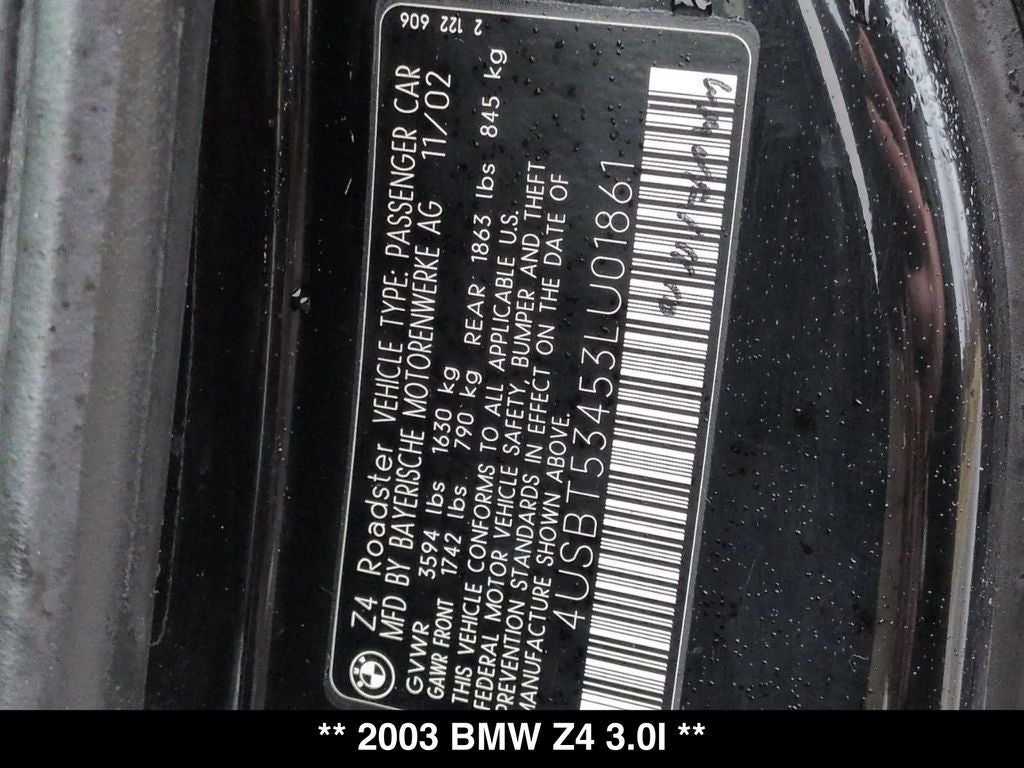 2 122 606
Z4 Roadster VEHICLE TYPE: PASSENGER CAR
MFD BY BAYERISCHE MOTORENWERKE AG 11/02
GVWR 3594 lbs 1630 kg
GAWR FRONT 1742 lbs 790 kg REAR 1863 lbs 845 kg
THIS VEHICLE CONFORMS TO ALL APPLICABLE U.S.
FEDERAL MOTOR VEHICLE SAFETY, BUMPER AND THEFT
PREVENTION STANDARDS IN EFFECT ON THE DATE OF
MANUFACTURE SHOWN ABOVE.
4USBT53453LU01861
** 2003 BMW Z4 3.0I **